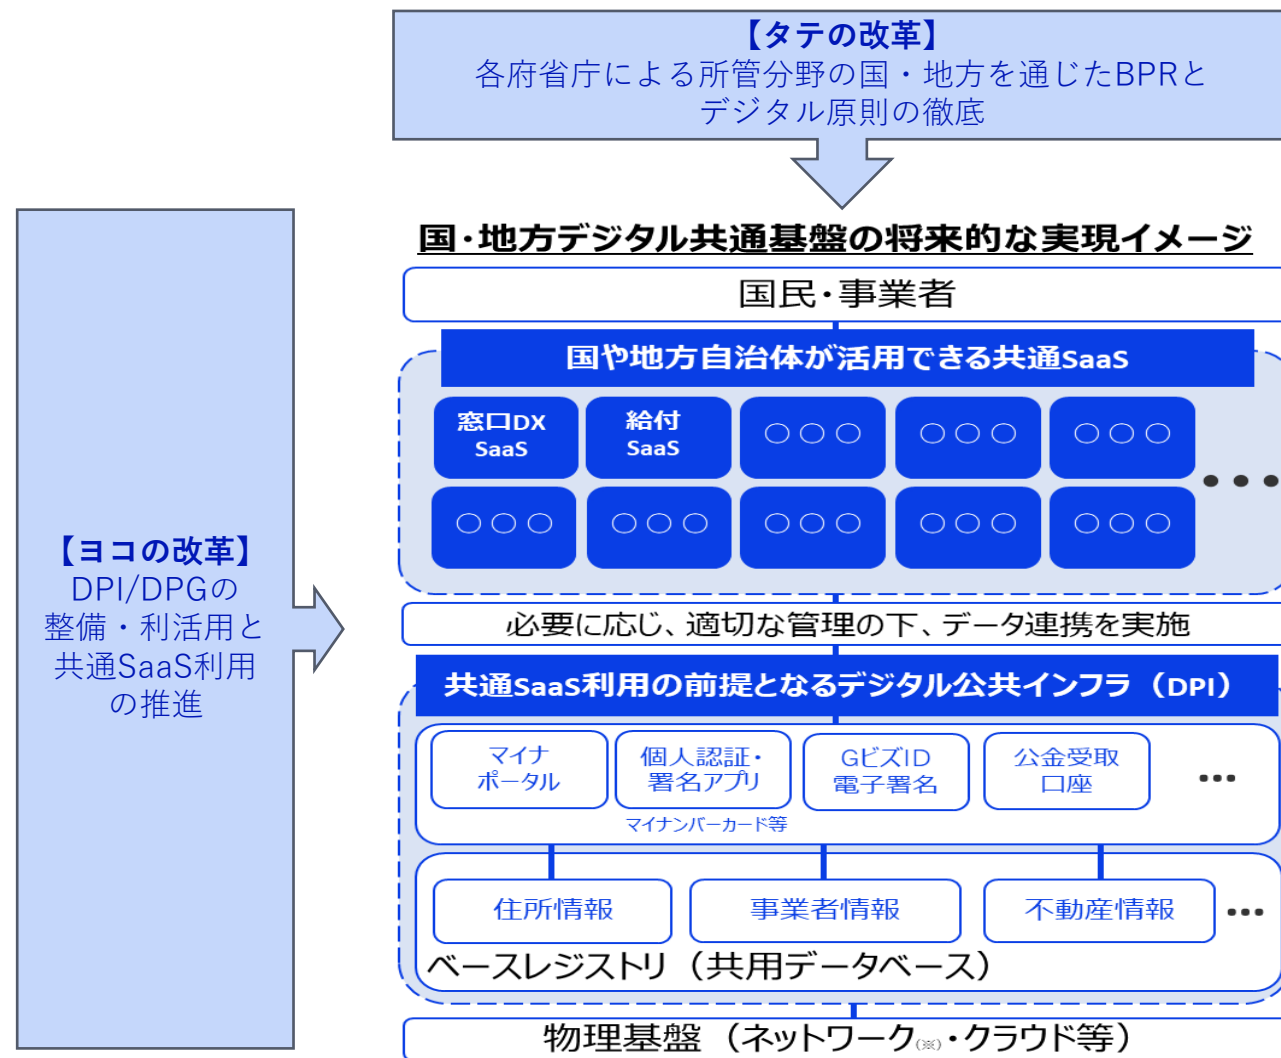 【タテの改革】
各府省庁による所管分野の国・地方を通じたBPRと
デジタル原則の徹底
【ヨコの改革】
DPI/DPGの
整備・利活用と
共通SaaS利用
の推進
国・地方デジタル共通基盤の将来的な実現イメージ
国民・事業者
国や地方自治体が活用できる共通SaaS
窓口DX
SaaS
給付
SaaS
〇〇〇
〇〇〇
〇〇〇
〇〇〇
〇〇〇
〇〇〇
〇〇〇
〇〇〇
●●●
必要に応じ、適切な管理の下、データ連携を実施
共通SaaS利用の前提となるデジタル公共インフラ（DPI）
マイナ
ポータル
個人認証・
署名アプリ
GビズID
電子署名
公金受取
口座
…
マイナンバーカード等
住所情報
事業者情報
不動産情報
…
ベースレジストリ（共用データベース）
物理基盤（ネットワーク(※)・クラウド等）